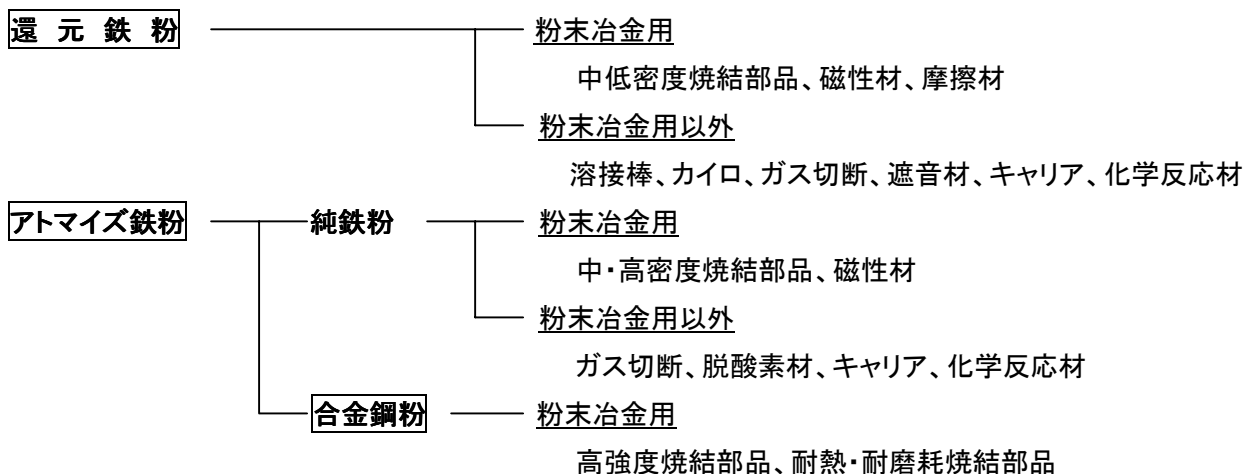 還 元 鉄 粉 粉末冶金用
中低密度焼結部品、磁性材、摩擦材
粉末冶金用以外
溶接棒、カイロ、ガス切断、遮音材、キャリア、化学反応材
アトマイズ鉄粉 純鉄粉 粉末冶金用
中・高密度焼結部品、磁性材
粉末冶金用以外
ガス切断、脱酸素材、キャリア、化学反応材
合金鋼粉 粉末冶金用
高強度焼結部品、耐熱・耐磨耗焼結部品